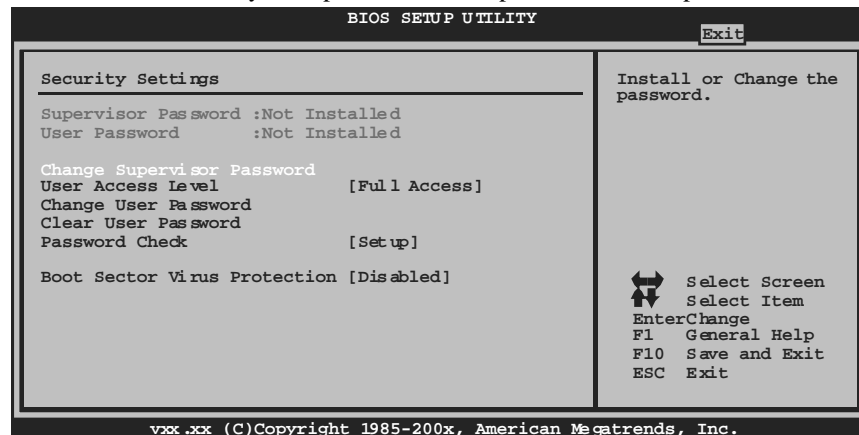 BIOS SETUP UTILITY
Exit
Security Settings
Supervisor Password :Not Installed
User Password :Not Installed
Change Supervisor Password
User Access Level [Full Access]
Change User Password
Clear User Password
Password Check [Setup]
Boot Sector Virus Protection [Disabled]
Install or Change the
password.
Select Screen
Select Item
EnterChange
F1 General Help
F10 Save and Exit
ESC Exit
vxx.xx (C)Copyright 1985-200x, American Megatrends, Inc.